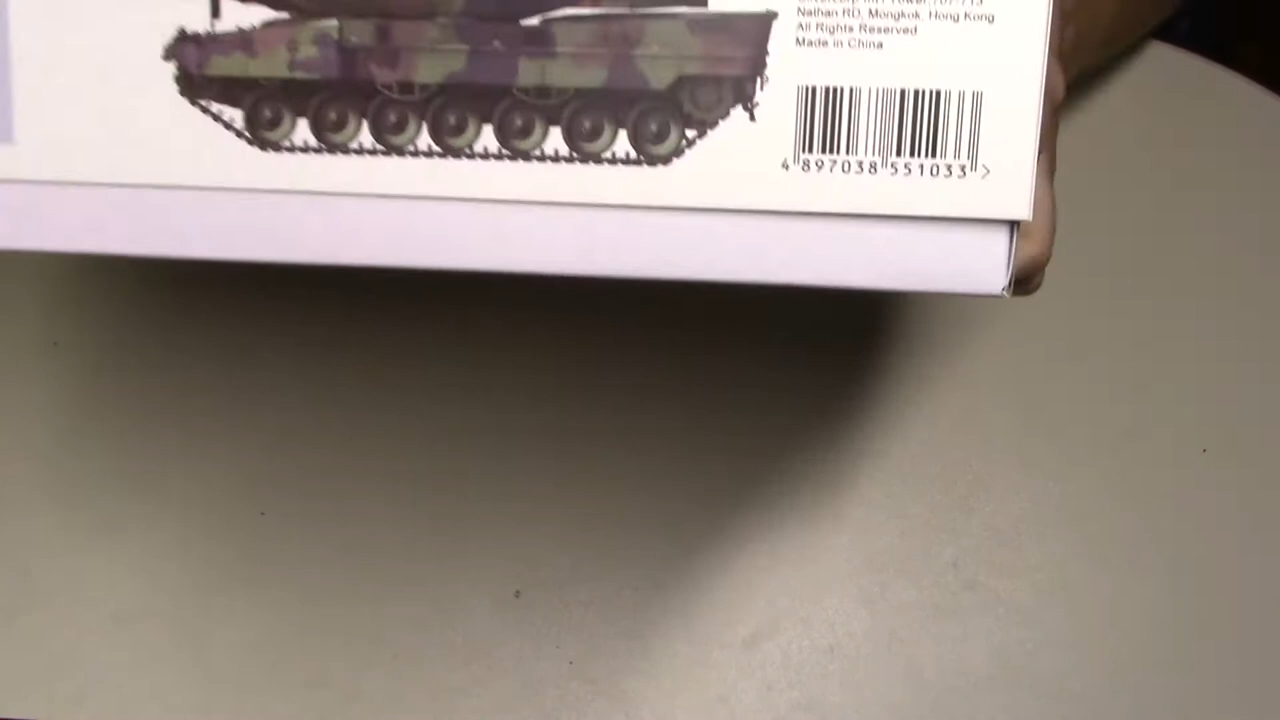 Nathan RD, Mongkok, Hong Kong
All Rights Reserved
Made in China
4 897038 551033 >